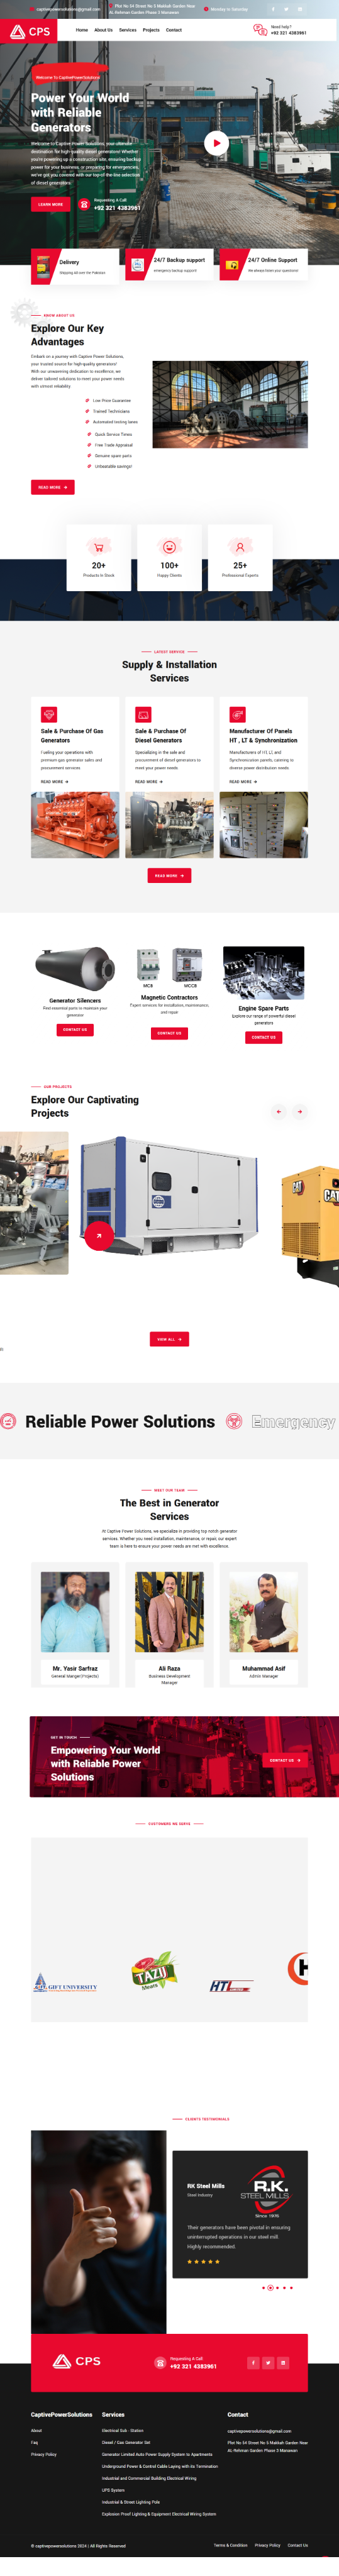 captivepowersolutions@gmail.com
Plot No 54 Street No 5 Makkah Garden Near
AL-Rehman Garden Phase 3 Manawan
Monday to Saturday
CPS
Home
About Us
Services
Projects
Contact
Need help?
+92 321 4383961
Welcome To CaptivePowerSolutions
Power Your World
with Reliable
Generators
Welcome to Captive Power Solutions, your ultimate
destination for high-quality diesel generators! Whether
you're powering up a construction site, ensuring backup
power for your business, or preparing for emergencies,
we've got you covered with our top-of-the-line selection
of diesel generators.
LEARN MORE
Requesting A Call:
+92 321 4383961
Delivery
Shipping All over the Pakistan
24/7 Backup support
emergency backup support
24/7 Online Support
We always listen your questions!
KNOW ABOUT US
Explore Our Key
Advantages
Embark on a journey with Captive Power Solutions,
your trusted source for high-quality generators!
With our unwavering dedication to excellence, we
deliver tailored solutions to meet your power needs
with utmost reliability.
Low Price Guarantee
Trained Technicians
Automated testing lanes
Quick Service Times
Free Trade Appraisal
Genuine spare parts
Unbeatable savings!
READ MORE
20+
Products In Stock
100+
Happy Clients
25+
Professional Experts
LATEST SERVICE
Supply & Installation
Services
Sale & Purchase Of Gas
Generators
Fueling your operations with
premium gas generator sales and
procurement services
READ MORE
Sale & Purchase Of
Diesel Generators
Specializing in the sale and
procurement of diesel generators to
meet your power needs
READ MORE
Manufacturer Of Panels
HT , LT & Synchronization
Manufacturers of HT, LT, and
Synchronization panels, catering to
diverse power distribution needs
READ MORE
READ MORE
Generator Silencers
Find essential parts to maintain your
generator
CONTACT US
MCB
MCCB
Magnetic Contractors
Expert services for installation, maintenance,
and repair
CONTACT US
Engine Spare Parts
Explore our range of powerful diesel
generators
CONTACT US
OUR PROJECTS
Explore Our Captivating
Projects
CAT
VIEW ALL
Reliable Power Solutions
Emergency
MEET OUR TEAM
The Best in Generator
Services
At Captive Power Solutions, we specialize in providing top-notch generator
services. Whether you need installation, maintenance, or repair, our expert
team is here to ensure your power needs are met with excellence.
Mr. Yasir Sarfraz
General Manger(Projects)
Ali Raza
Business Development
Manager
Muhammad Asif
Admin Manager
GET IN TOUCH
Empowering Your World
with Reliable Power
Solutions
CONTACT US
CUSTOMERS WE SERVE
GIFT UNIVERSITY
TAZIJ
Meats
HTL
CLIENTS TESTIMONIALS
RK Steel Mills
Steel Industry
R.K.
STEEL MILLS
Since 1976
Their generators have been pivotal in ensuring
uninterrupted operations in our steel mill.
Highly recommended.
CPS
Requesting A Call:
+92 321 4383961
CaptivePowerSolutions
About
Faq
Privacy Policy
Services
Electrical Sub - Station
Diesel / Gas Generator Set
Generator Limited Auto Power Supply System to Apartments
Underground Power & Control Cable Laying with its Termination
Industrial and Commercial Building Electrical Wiring
UPS System
Industrial & Street Lighting Pole
Explosion Proof Lighting & Equipment Electrical Wiring System
Contact
captivepowersolutions@gmail.com
Plot No 54 Street No 5 Makkah Garden Near
AL-Rehman Garden Phase 3 Manawan
© captivepowersolutions 2024 | All Rights Reserved
Terms & Condition
Privacy Policy
Contact Us